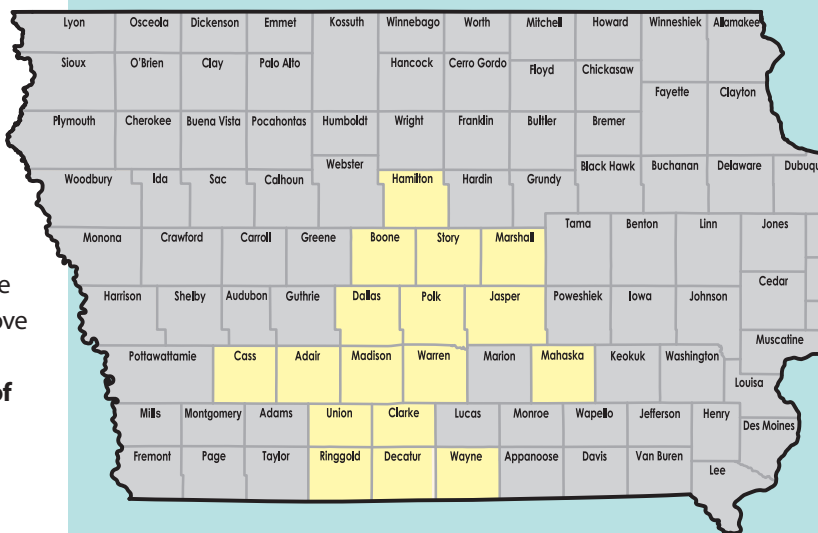 Lyon Osceola Dickenson Emmet Kossuth Winnebago Worth Mitchell Howard Winneshiek Allamakee
Sioux O'Brien Clay Palo Alto Hancock Cerro Gordo Floyd Chickasaw
Fayette Clayton
Plymouth Cherokee Buena Vista Pocahontas Humboldt Wright Franklin Bultler Bremer
Webster Black Hawk Buchanan Delaware Dubuqu
Woodbury Ida Sac Calhoun Hamilton Hardin Grundy
Tama Benton Linn Jones
Monona Crawford Carroll Greene Boone Story Marshall
Cedar
e
Harrison Shelby Audubon Guthrie Dallas Polk Jasper Poweshiek Iowa Johnson
ove
Muscatine
Pottawattamie Cass Adair Madison Warren Marion Mahaska Keokuk Washington
Louisa
of
Mills Montgomery Adams Union Clarke Lucas Monroe Wapello Jefferson Henry
Des Moines
Fremont Page Taylor Ringgold Decatur Wayne Appanoose Davis Van Buren
Lee